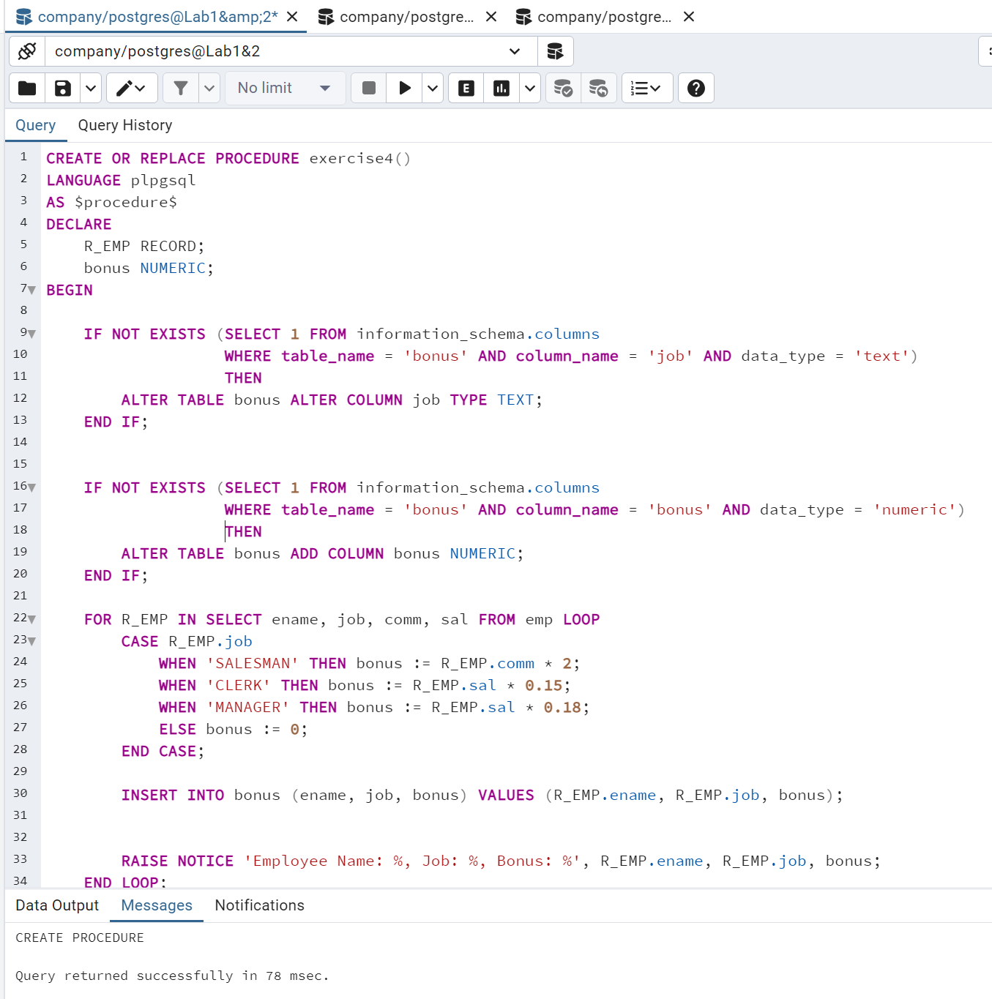 company/postgres@Lab1&amp;2* company/postgre... company/postgre...
company/postgres@Lab1&2
No limit E
Query Query History
1 CREATE OR REPLACE PROCEDURE exercise4()
2 LANGUAGE plpgsql
3 AS $procedure$
4 DECLARE
5 R_EMP RECORD;
6 bonus NUMERIC;
7 BEGIN
8
9 IF NOT EXISTS (SELECT 1 FROM information_schema.columns
10 WHERE table_name = 'bonus' AND column_name = 'job' AND data_type = 'text')
11 THEN
12 ALTER TABLE bonus ALTER COLUMN job TYPE TEXT;
13 END IF;
14
15
16 IF NOT EXISTS (SELECT 1 FROM information_schema.columns
17 WHERE table_name = 'bonus' AND column_name = 'bonus' AND data_type = 'numeric')
18 THEN
19 ALTER TABLE bonus ADD COLUMN bonus NUMERIC;
20 END IF;
21
22 FOR R_EMP IN SELECT ename, job, comm, sal FROM emp LOOP
23 CASE R_EMP.job
24 WHEN 'SALESMAN' THEN bonus := R_EMP.comm * 2;
25 WHEN 'CLERK' THEN bonus := R_EMP.sal * 0.15;
26 WHEN 'MANAGER' THEN bonus := R_EMP.sal * 0.18;
27 ELSE bonus := 0;
28 END CASE;
29
30 INSERT INTO bonus (ename, job, bonus) VALUES (R_EMP.ename, R_EMP.job, bonus);
31
32
33 RAISE NOTICE 'Employee Name: %, Job: %, Bonus: %', R_EMP.ename, R_EMP.job, bonus;
34 END LOOP;
Data Output Messages Notifications
CREATE PROCEDURE
Query returned successfully in 78 msec.